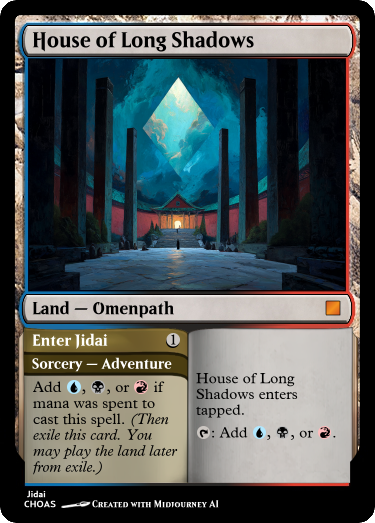 House of Long Shadows
Land — Omenpath
Enter Jidai 1
Sorcery — Adventure
Add , , or if
mana was spent to
cast this spell. (Then
exile this card. You
may play the land later
from exile.)
House of Long
Shadows enters
tapped.
: Add , , or .
Jidai
CHOAS Created with Midjourney AI